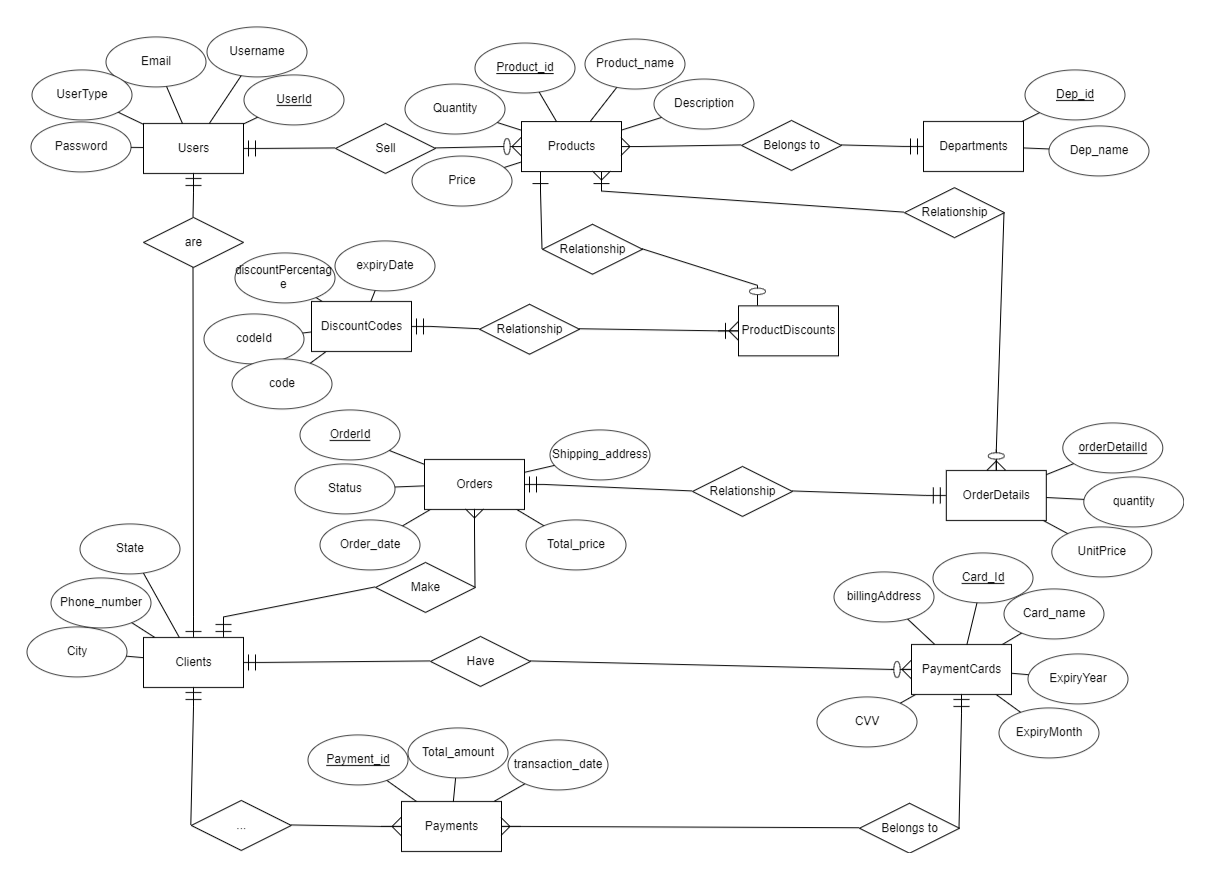 Username
Email
UserType
UserId
Password
Users
Sell
Product_id
Product_name
Quantity
Description
Products
Price
Belongs to
Dep_id
Departments
Dep_name
are
Relationship
Relationship
discountPercentag
e
expiryDate
DiscountCodes
codeId
code
Relationship
ProductDiscounts
OrderId
Shipping_address
Status
Orders
Order_date
Total_price
Relationship
orderDetailId
OrderDetails
quantity
UnitPrice
State
Phone_number
City
Clients
Make
Have
billingAddress
Card_Id
Card_name
PaymentCards
ExpiryYear
CVV
ExpiryMonth
Payment_id
Total_amount
transaction_date
...
Payments
Belongs to